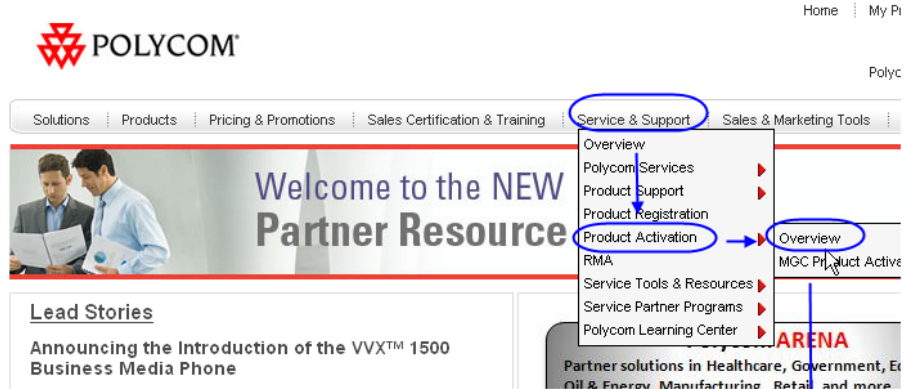 Home My
POLYCOM
Solutions Products Pricing & Promotions Sales Certification & Training Service & Support Sales & Marketing Tools
Overview
Polycom Services
Product Support
Product Registration
Product Activation
RMA
Service Tools & Resources
Service Partner Programs
Polycom Learning Center
Overview
MGC Product
Welcome to the NEW
Partner Resource
Lead Stories
Announcing the Introduction of the VVX™ 1500
Business Media Phone
ARENA
Partner solutions in Healthcare, Government,
Oil & Energy, Manufacturing, Retail and more